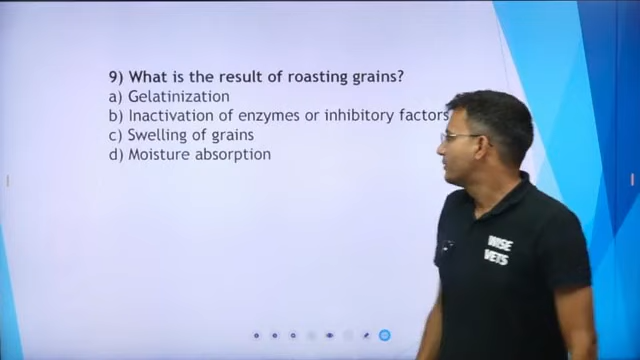 9) What is the result of roasting grains?
a) Gelatinization
b) Inactivation of enzymes or inhibitory factors
c) Swelling of grains
d) Moisture absorption
WISE
VETS